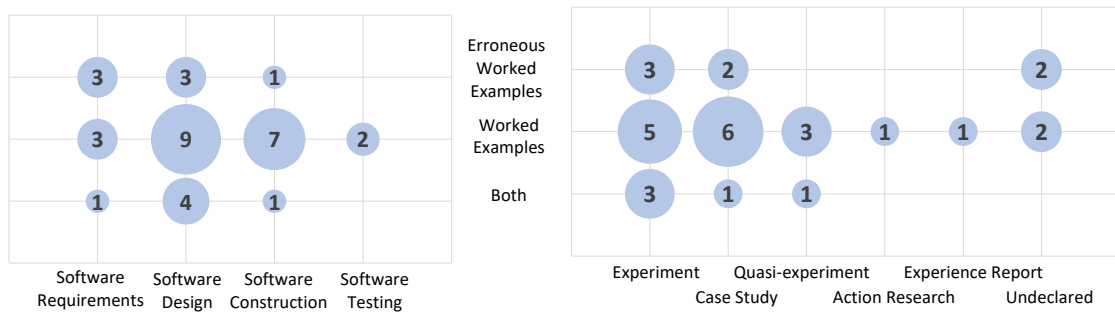 Erroneous
Worked
Examples
Worked
Examples
Both
3 3 1
3 9 7 2
1 4 1
Software
Requirements
Software
Design
Software
Construction
Software
Testing
3 2 2
5 6 3 1 1 2
3 1 1
Experiment
Case Study
Quasi-experiment
Action Research
Experience Report
Undeclared